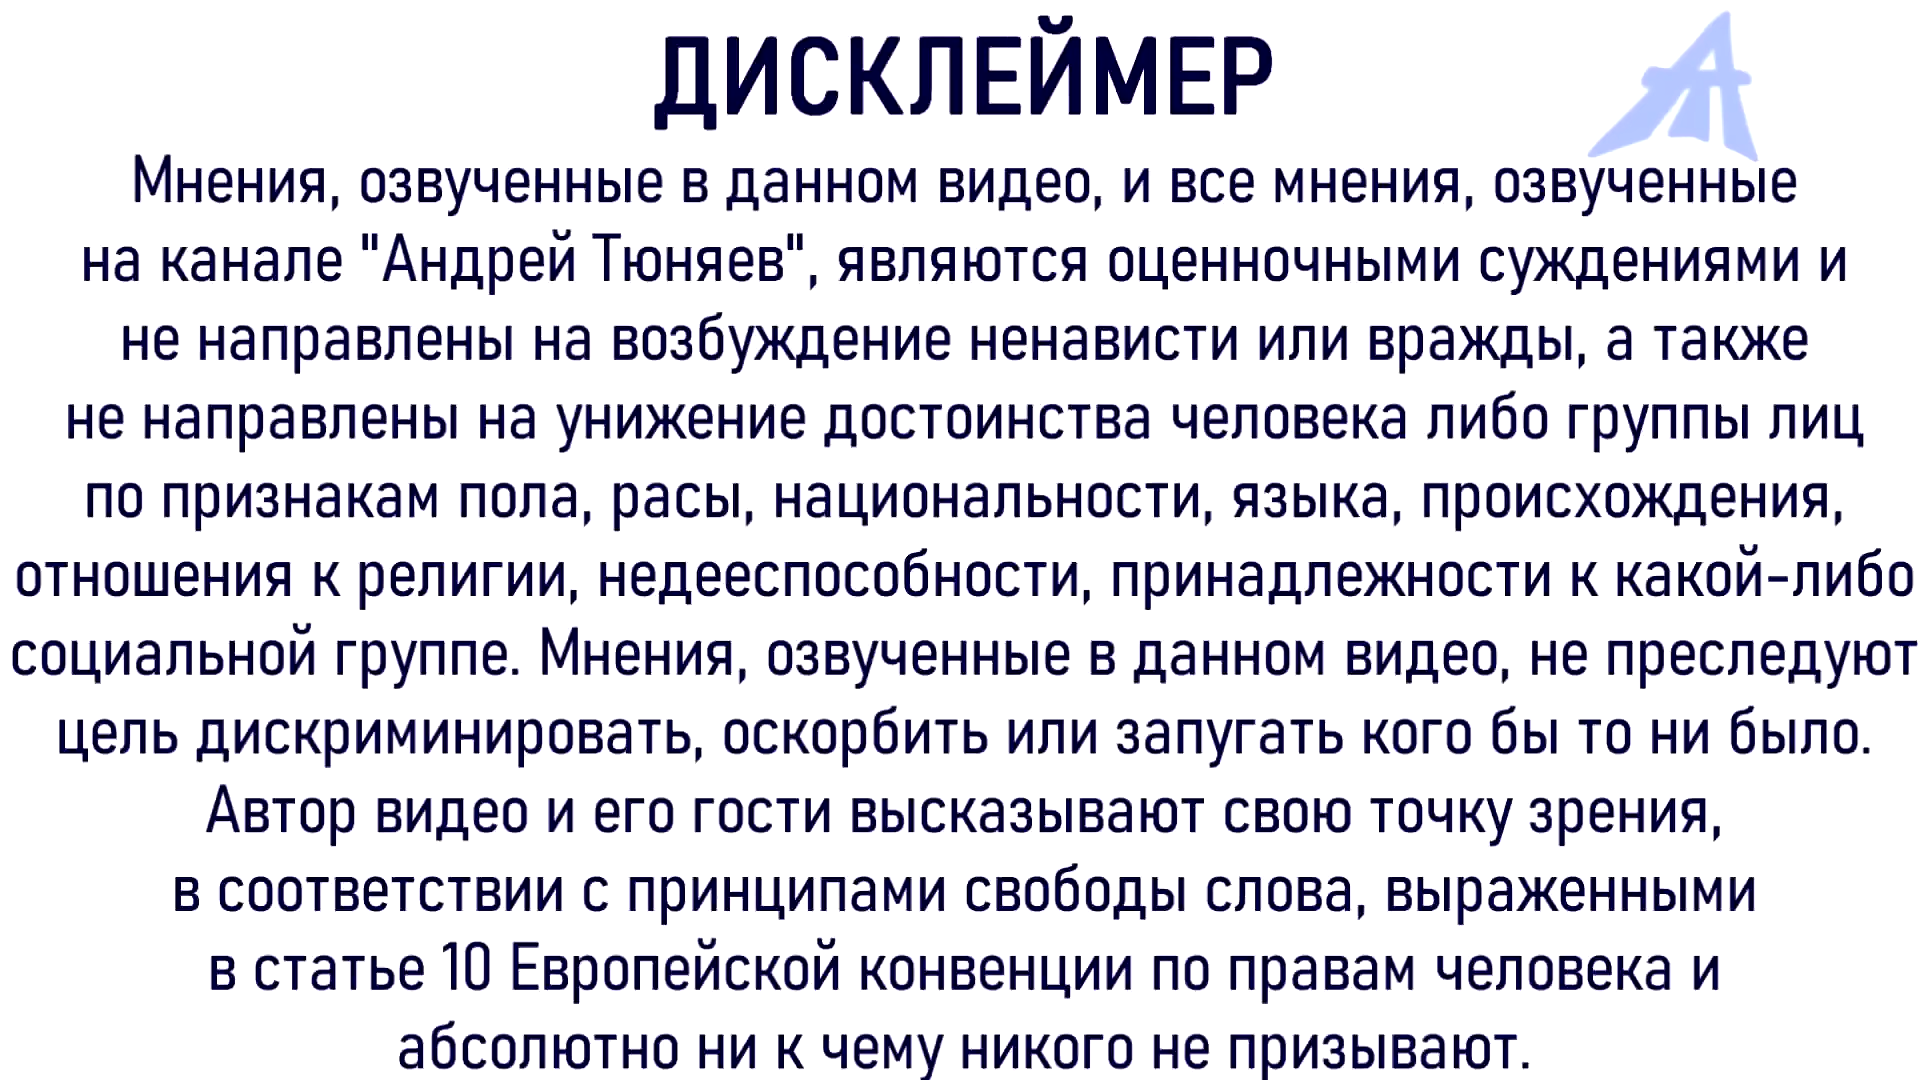 ДИСКЛЕЙМЕР
Мнения, озвученные в данном видео, и все мнения, озвученные
на канале "Андрей Тюняев", являются оценночными суждениями и
не направлены на возбуждение ненависти или вражды, а также
не направлены на унижение достоинства человека либо группы лиц
по признакам пола, расы, национальности, языка, происхождения,
отношения к религии, недееспособности, принадлежности к какой-либо
социальной группе. Мнения, озвученные в данном видео, не преследуют
цель дискриминировать, оскорбить или запугать кого бы то ни было.
Автор видео и его гости высказывают свою точку зрения,
в соответствии с принципами свободы слова, выраженными
в статье 10 Европейской конвенции по правам человека и
абсолютно ни к чему никого не призывают.